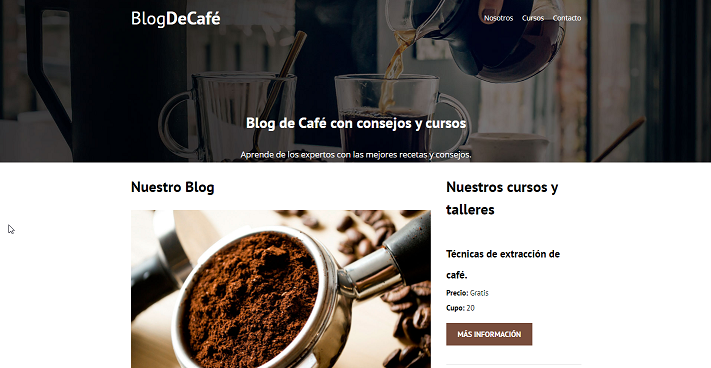 BlogDeCafé
Nosotros Cursos Contacto
Blog de Café con consejos y cursos
Aprende de los expertos con las mejores recetas y consejos.
Nuestro Blog
Nuestros cursos y
talleres
Técnicas de extracción de
café.
Precio: Gratis
Cupo: 20
MÁS INFORMACIÓN